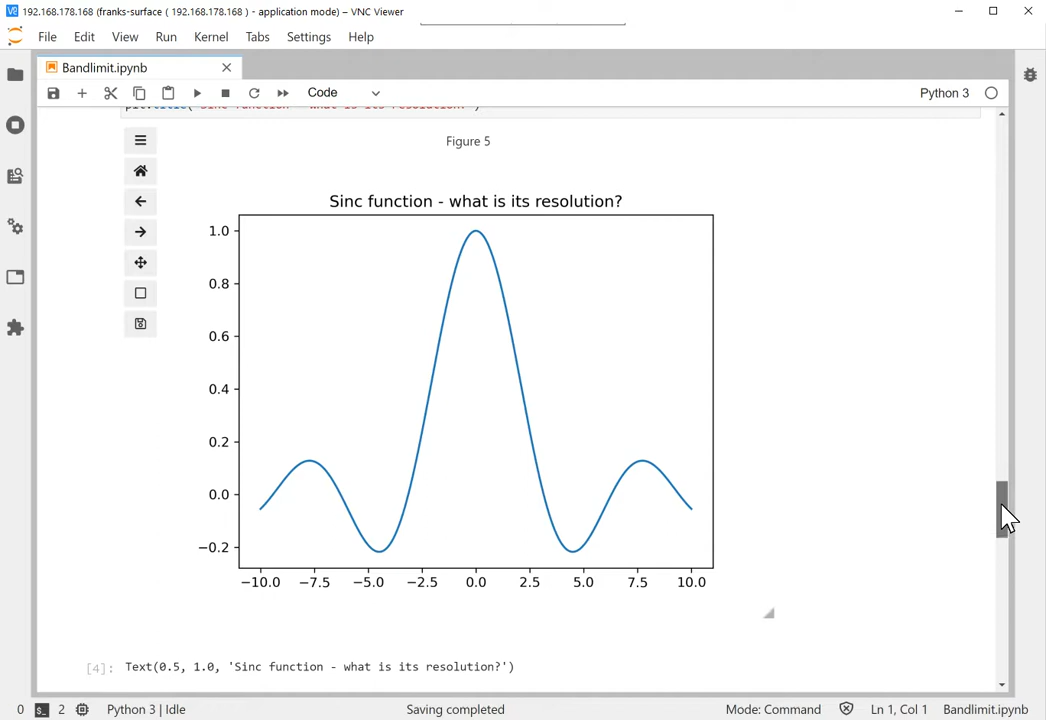 192.168.178.168 (franks-surface ( 192.168.178.168 ) - application mode) – VNC Viewer
File Edit View Run Kernel Tabs Settings Help
Bandlimit.ipynb
Code
Python 3
Figure 5
Sinc function - what is its resolution?
1.0
0.8
0.6
0.4
0.2
0.0
−0.2
−10.0 −7.5 −5.0 −2.5 0.0 2.5 5.0 7.5 10.0
[4]: Text(0.5, 1.0, 'Sinc function - what is its resolution?')
0 2 Python 3 | Idle Saving completed Mode: Command Ln 1, Col 1 Bandlimit.ipynb